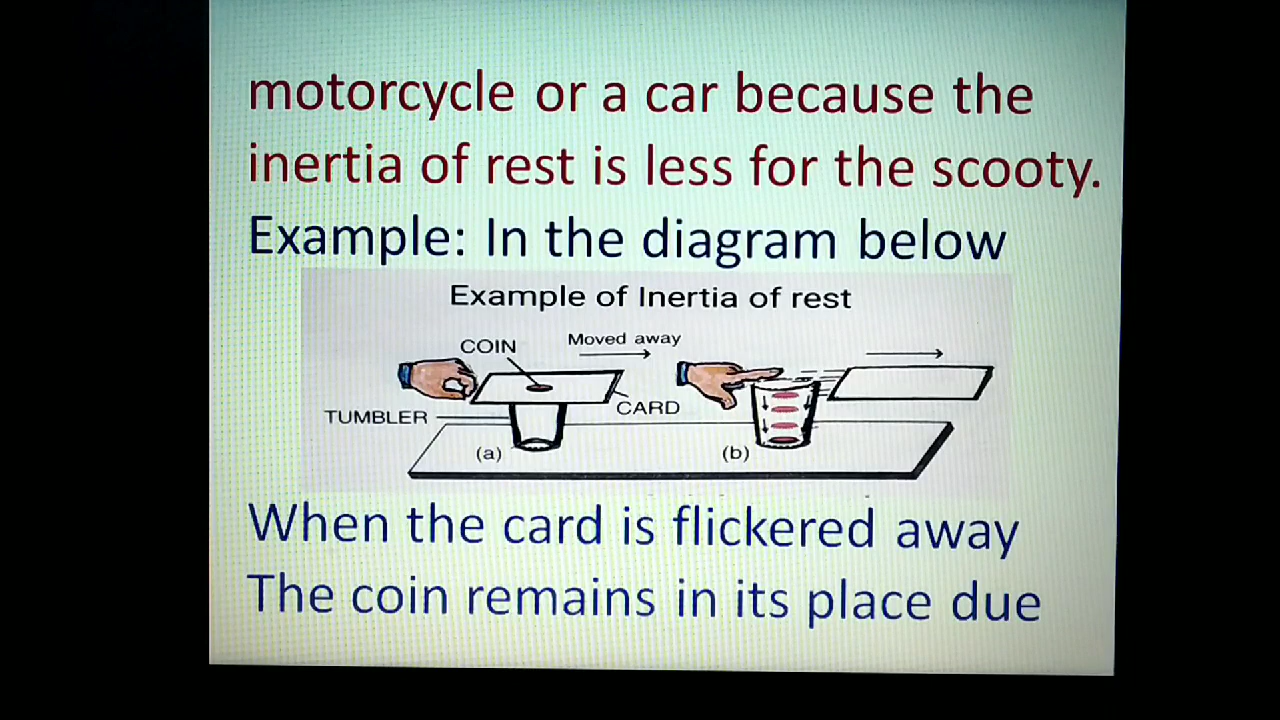 motorcycle or a car because the
inertia of rest is less for the scooty.
Example: In the diagram below
Example of Inertia of rest
COIN
Moved away
CARD
TUMBLER
(a)
(b)
When the card is flickered away
The coin remains in its place due